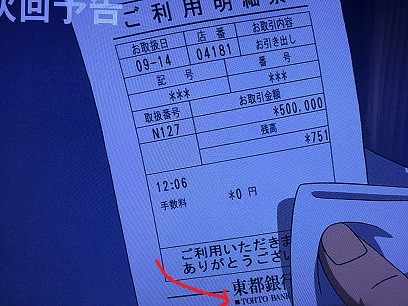 次回予告
ご利用明細票
お取扱日 店番 お取引内容
09-14 04181 お引き出し
記号 番号
*** ***
取扱番号 お取引金額
N127 *500.000
残高
*751
12:06
手数料 *0 円
ご利用いただきま
ありがとうござい
東都銀行
■TOHTO BANK